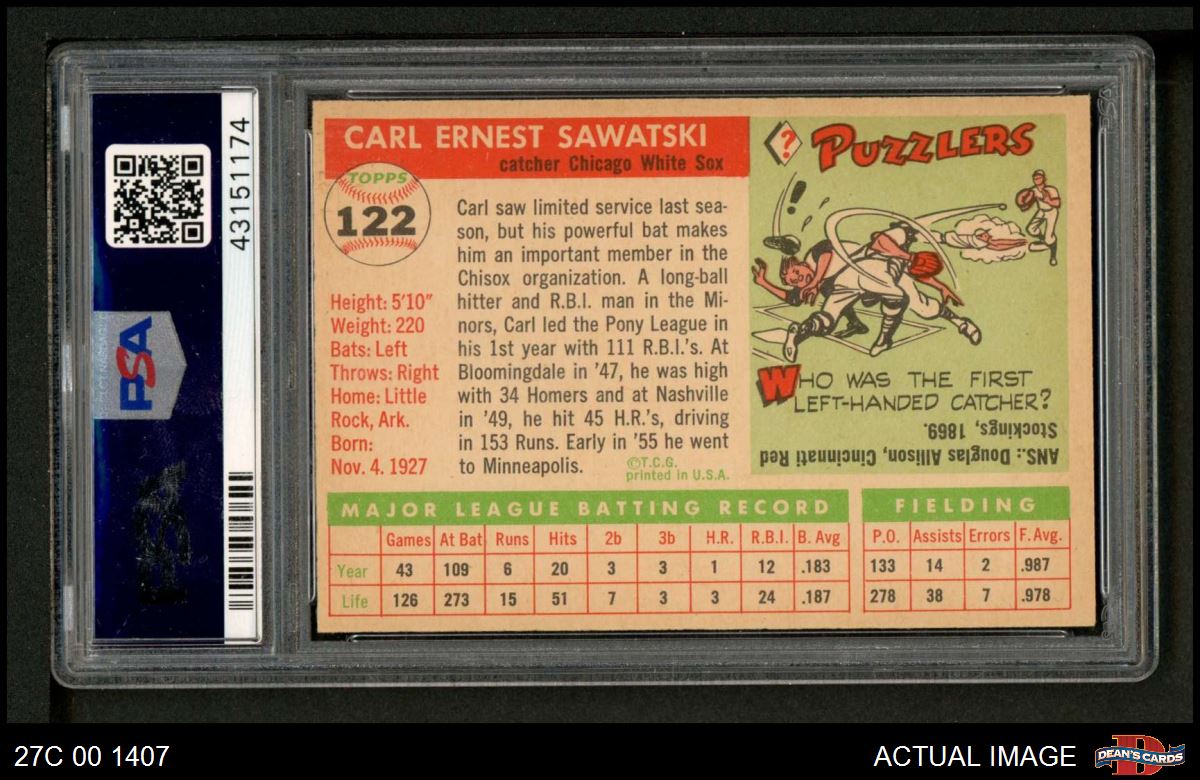 43151174
PSA
CARL ERNEST SAWATSKI
catcher Chicago White Sox
TOPPS
122
Height: 5'10"
Weight: 220
Bats: Left
Throws: Right
Home: Little
Rock, Ark.
Born:
Nov. 4. 1927
Carl saw limited service last sea-
son, but his powerful bat makes
him an important member in the
Chisox organization. A long-ball
hitter and R.B.I. man in the Mi-
nors, Carl led the Pony League in
his 1st year with 111 R.B.I.'s. At
Bloomingdale in '47, he was high
with 34 Homers and at Nashville
in '49, he hit 45 H.R.'s, driving
in 153 Runs. Early in '55 he went
to Minneapolis.
©T.C.G.
printed in U.S.A.
?
PUZZLERS
!
WHO WAS THE FIRST
LEFT-HANDED CATCHER?
ANS.: Douglas Allison, Cincinnati Red
Stockings, 1869.
MAJOR LEAGUE BATTING RECORD
Games At Bat Runs Hits 2b 3b H.R. R.B.I. B. Avg
Year 43 109 6 20 3 3 1 12 .183
Life 126 273 15 51 7 3 3 24 .187
FIELDING
P.O. Assists Errors F. Avg.
133 14 2 .987
278 38 7 .978
27C 00 1407
ACTUAL IMAGE
DEAN'S CARDS